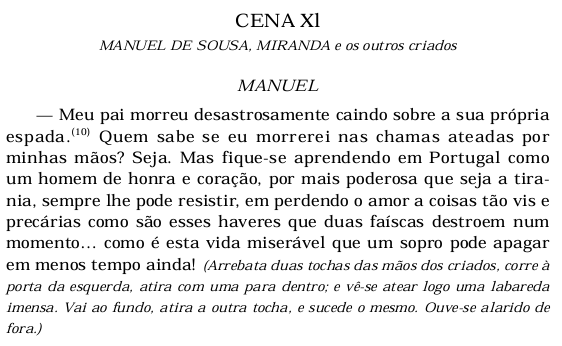 CENA Xl
MANUEL DE SOUSA, MIRANDA e os outros criados
MANUEL
— Meu pai morreu desastrosamente caindo sobre a sua própria
espada.(10) Quem sabe se eu morrerei nas chamas ateadas por
minhas mãos? Seja. Mas fique-se aprendendo em Portugal como
um homem de honra e coração, por mais poderosa que seja a tira-
nia, sempre lhe pode resistir, em perdendo o amor a coisas tão vis e
precárias como são esses haveres que duas faíscas destroem num
momento... como é esta vida miserável que um sopro pode apagar
em menos tempo ainda! (Arrebata duas tochas das mãos dos criados, corre à
porta da esquerda, atira com uma para dentro; e vê-se atear logo uma labareda
imensa. Vai ao fundo, atira a outra tocha, e sucede o mesmo. Ouve-se alarido de
fora.)